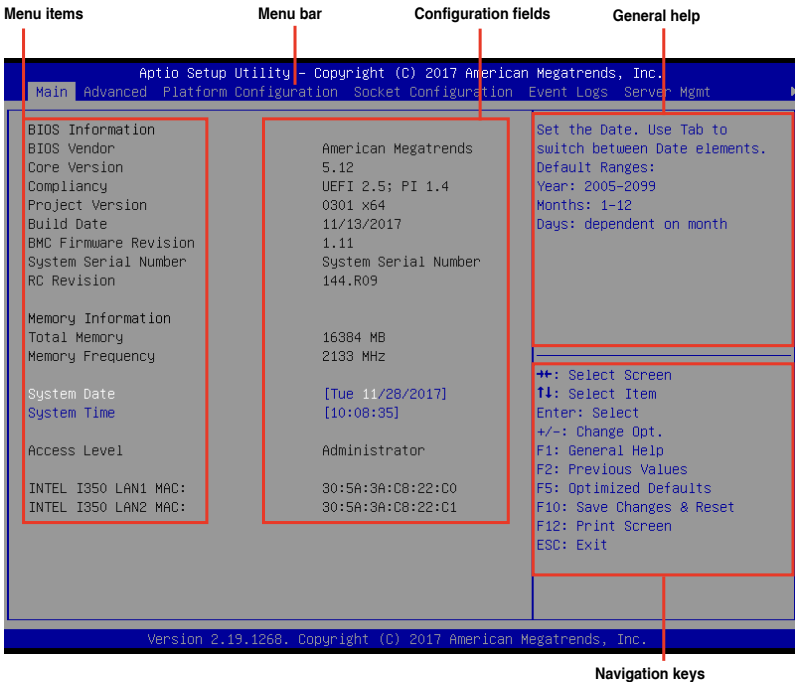 Menu items Menu bar Configuration fields General help
Aptio Setup Utility – Copyright (C) 2017 American Megatrends, Inc.
Main Advanced Platform Configuration Socket Configuration Event Logs Server Mgmt
BIOS Information
BIOS Vendor American Megatrends
Core Version 5.12
Compliancy UEFI 2.5; PI 1.4
Project Version 0301 x64
Build Date 11/13/2017
BMC Firmware Revision 1.11
System Serial Number System Serial Number
RC Revision 144.R09
Memory Information
Total Memory 16384 MB
Memory Frequency 2133 MHz
System Date [Tue 11/28/2017]
System Time [10:08:35]
Access Level Administrator
INTEL I350 LAN1 MAC: 30:5A:3A:C8:22:C0
INTEL I350 LAN2 MAC: 30:5A:3A:C8:22:C1
Set the Date. Use Tab to
switch between Date elements.
Default Ranges:
Year: 2005-2099
Months: 1-12
Days: dependent on month
→←: Select Screen
↑↓: Select Item
Enter: Select
+/-: Change Opt.
F1: General Help
F2: Previous Values
F5: Optimized Defaults
F10: Save Changes & Reset
F12: Print Screen
ESC: Exit
Version 2.19.1268. Copyright (C) 2017 American Megatrends, Inc.
Navigation keys